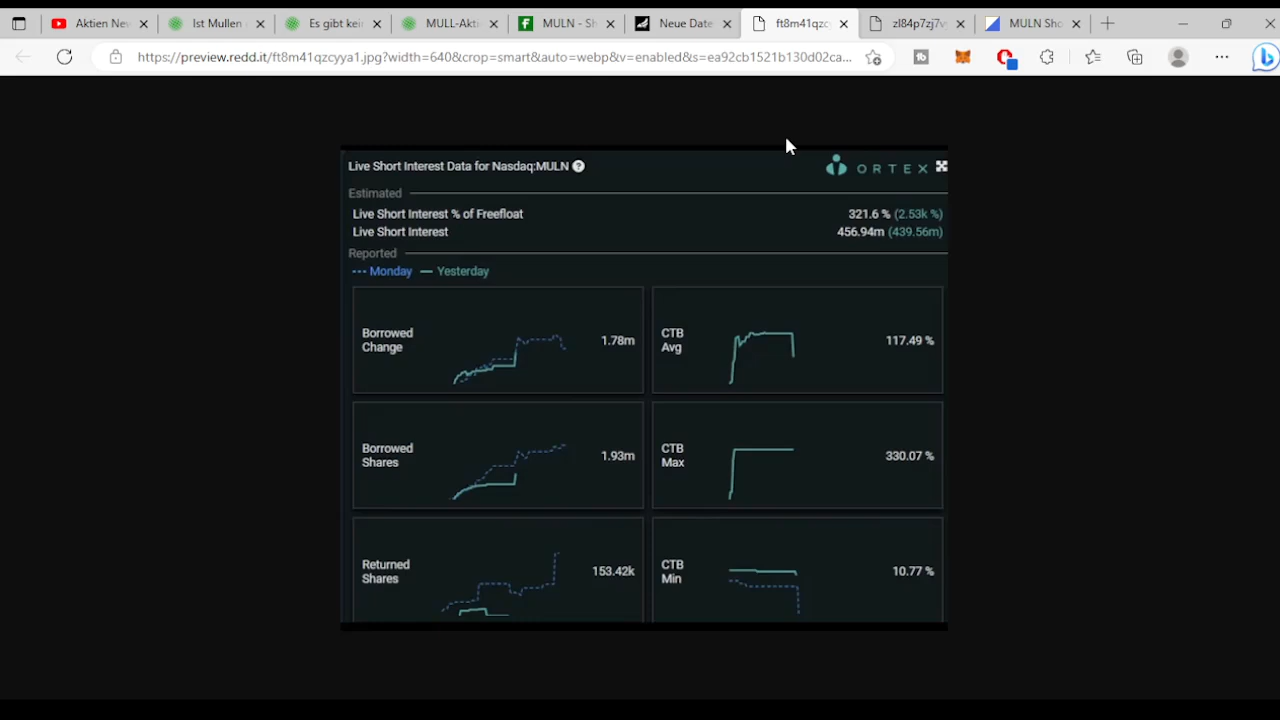 Aktien Nev
Ist Mullen
Es gibt kei
MULL-Akti
MULN - Sh
Neue Date
ft8m41qzc
zl84p7zj7v
MULN Sho
https://preview.redd.it/ft8m41qzcyya1.jpg?width=640&crop=smart&auto=webp&v=enabled&s=ea92cb1521b130d02ca...
Live Short Interest Data for Nasdaq:MULN ?
ORTEX
Estimated
Live Short Interest % of Freefloat 321.6 % (2.53k %)
Live Short Interest 456.94m (439.56m)
Reported
Monday Yesterday
Borrowed
Change
1.78m
CTB
Avg
117.49 %
Borrowed
Shares
1.93m
CTB
Max
330.07 %
Returned
Shares
153.42k
CTB
Min
10.77 %